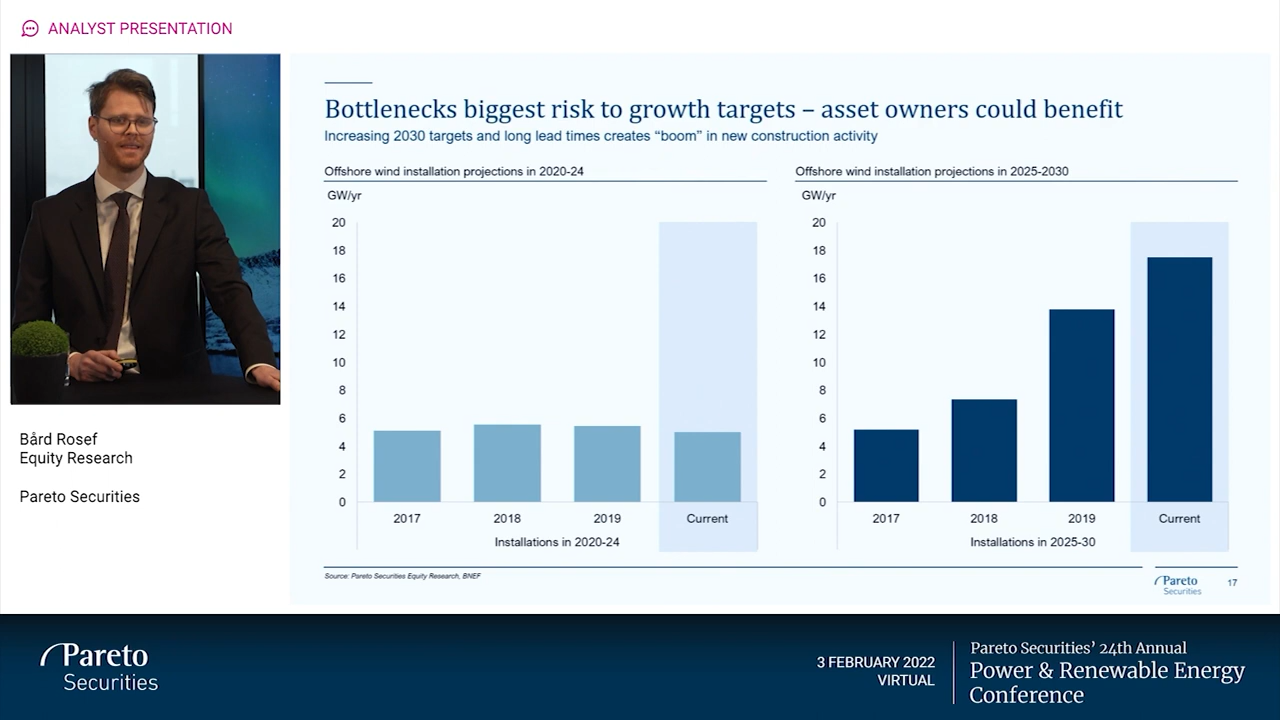 ANALYST PRESENTATION
Bottlenecks biggest risk to growth targets – asset owners could benefit
Increasing 2030 targets and long lead times creates “boom” in new construction activity
Offshore wind installation projections in 2020-24
GW/yr
20
18
16
14
12
10
8
6
4
2
0
2017
2018
2019
Current
Installations in 2020-24
Offshore wind installation projections in 2025-2030
GW/yr
20
18
16
14
12
10
8
6
4
2
0
2017
2018
2019
Current
Installations in 2025-30
Source: Pareto Securities Equity Research, BNEF
Pareto
Securities
17
Bård Rosef
Equity Research
Pareto Securities
Pareto
Securities
3 FEBRUARY 2022
VIRTUAL
Pareto Securities’ 24th Annual
Power & Renewable Energy
Conference